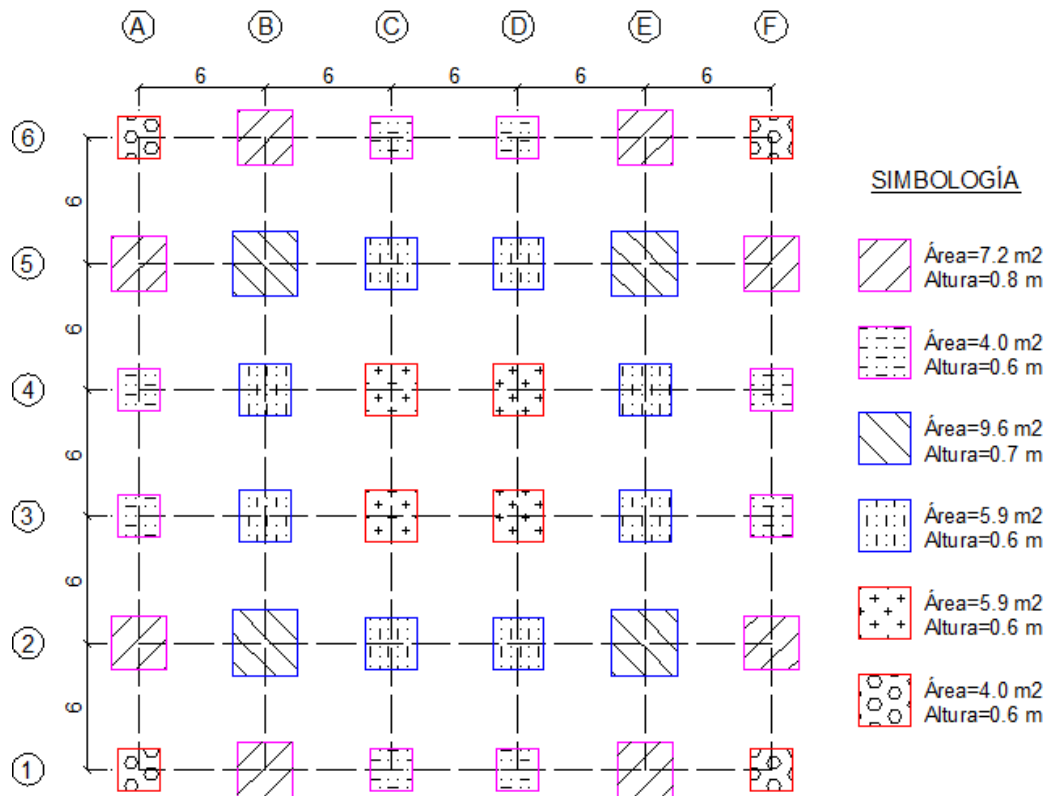 A B C D E F
6 6 6 6 6
6
6
5
SIMBOLOGÍA
Área=7.2 m2
Altura=0.8 m
6
4
Área=4.0 m2
Altura=0.6 m
6
3
Área=9.6 m2
Altura=0.7 m
6
2
Área=5.9 m2
Altura=0.6 m
6
1
Área=5.9 m2
Altura=0.6 m
Área=4.0 m2
Altura=0.6 m